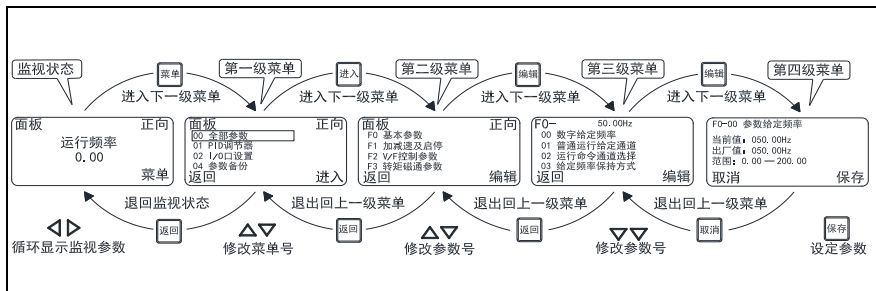 监视状态
菜单
第一级菜单
进入
第二级菜单
编辑
第三级菜单
编辑
第四级菜单
进入下一级菜单
进入下一级菜单
进入下一级菜单
进入下一级菜单
面板 正向
运行频率
0.00
菜单
面板 正向
00 全部参数
01 PID调节器
02 I/O口设置
04 参数备份
返回 进入
面板 正向
F0 基本参数
F1 加减速及启停
F2 V/F控制参数
F3 转矩磁通参数
返回 编辑
F0- 50.00Hz
00 数字给定频率
01 普通运行给定通道
02 运行命令通道选择
03 给定频率保持方式
返回 编辑
F0-00 参数给定频率
当前值: 050.00Hz
出厂值: 050.00Hz
范围: 0.00 — 200.00
取消 保存
退回监视状态
退出回上一级菜单
退出回上一级菜单
退出回上一级菜单
返回
返回
返回
取消
保存
循环显示监视参数
修改菜单号
修改参数号
修改参数号
设定参数